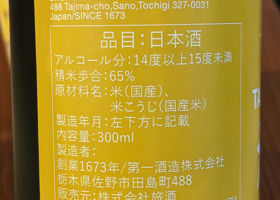 488 Tajima-cho,Sano,Tochigi 327-0031
Japan/SINCE 1673
品目：日本酒
アルコール分：14度以上15度未満
精米歩合：65%
原材料名：米（国産）、
米こうじ（国産米）
製造年月：左下方に記載
内容量：300ml
製造者：
創業1673年/第一酒造株式会社
栃木県佐野市田島町488
販売元：株式会社旅酒